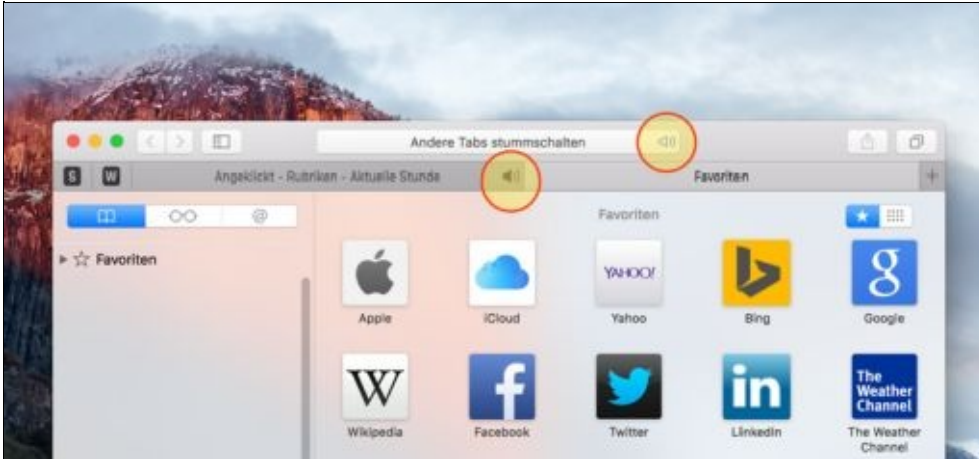 Andere Tabs stummschalten
S W Angeklickt - Rubriken - Aktuelle Stunde Favoriten +
@ Favoriten
Favoriten
Apple iCloud YAHOO! Yahoo Bing Google
W Wikipedia Facebook Twitter in LinkedIn The Weather Channel
The Weather Channel